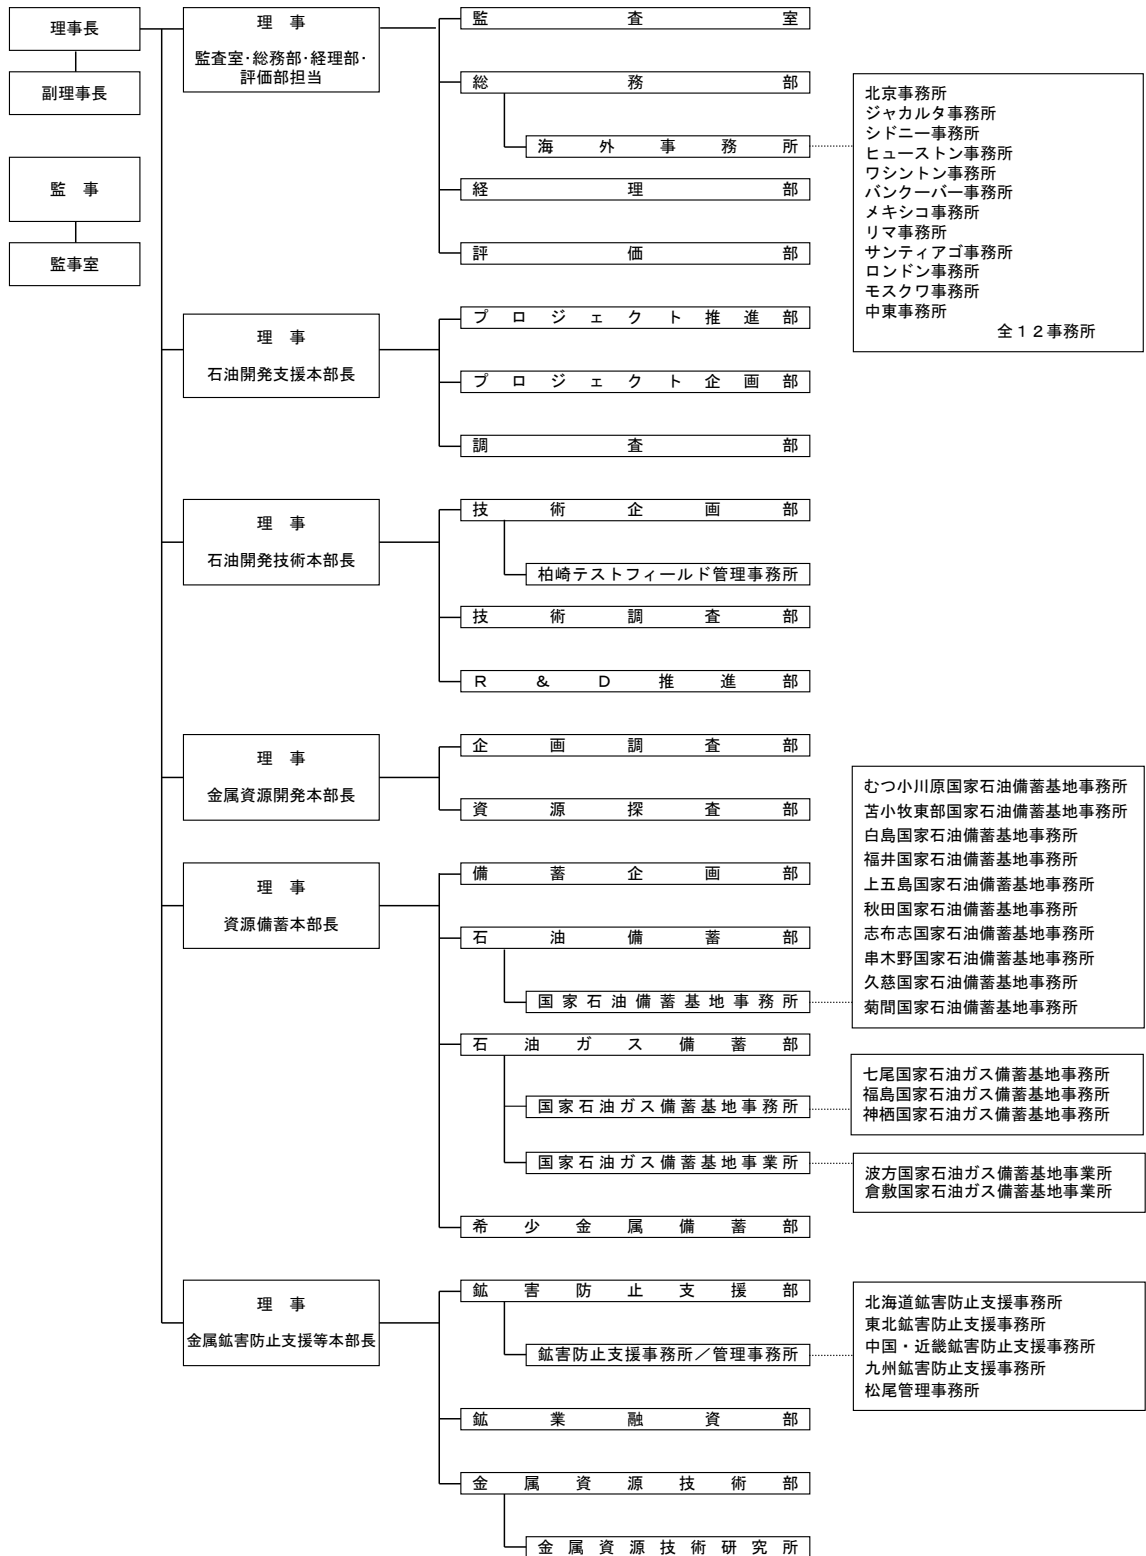 理事長
副理事長
監　事
監事室
理　事
監査室･総務部･経理部･
評価部担当
監査室
総務部
海外事務所
北京事務所
ジャカルタ事務所
シドニー事務所
ヒューストン事務所
ワシントン事務所
バンクーバー事務所
メキシコ事務所
リマ事務所
サンティアゴ事務所
ロンドン事務所
モスクワ事務所
中東事務所
全１２事務所
経理部
評価部
理　事
石油開発支援本部長
プロジェクト推進部
プロジェクト企画部
調査部
理　事
石油開発技術本部長
技術企画部
柏崎テストフィールド管理事務所
技術調査部
Ｒ＆Ｄ推進部
理　事
金属資源開発本部長
企画調査部
資源探査部
理　事
資源備蓄本部長
備蓄企画部
石油備蓄部
国家石油備蓄基地事務所
むつ小川原国家石油備蓄基地事務所
苫小牧東部国家石油備蓄基地事務所
白島国家石油備蓄基地事務所
福井国家石油備蓄基地事務所
上五島国家石油備蓄基地事務所
秋田国家石油備蓄基地事務所
志布志国家石油備蓄基地事務所
串木野国家石油備蓄基地事務所
久慈国家石油備蓄基地事務所
菊間国家石油備蓄基地事務所
石油ガス備蓄部
国家石油ガス備蓄基地事務所
七尾国家石油ガス備蓄基地事務所
福島国家石油ガス備蓄基地事務所
神栖国家石油ガス備蓄基地事務所
国家石油ガス備蓄基地事業所
波方国家石油ガス備蓄基地事業所
倉敷国家石油ガス備蓄基地事業所
希少金属備蓄部
理　事
金属鉱害防止支援等本部長
鉱害防止支援部
鉱害防止支援事務所／管理事務所
北海道鉱害防止支援事務所
東北鉱害防止支援事務所
中国・近畿鉱害防止支援事務所
九州鉱害防止支援事務所
松尾管理事務所
鉱業融資部
金属資源技術部
金属資源技術研究所